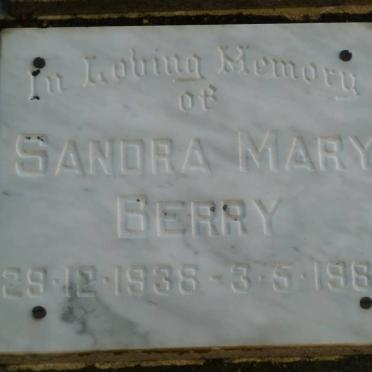 In Loving Memory
of
SANDRA MARY
BERRY
29·12·1938 - 3·5·198